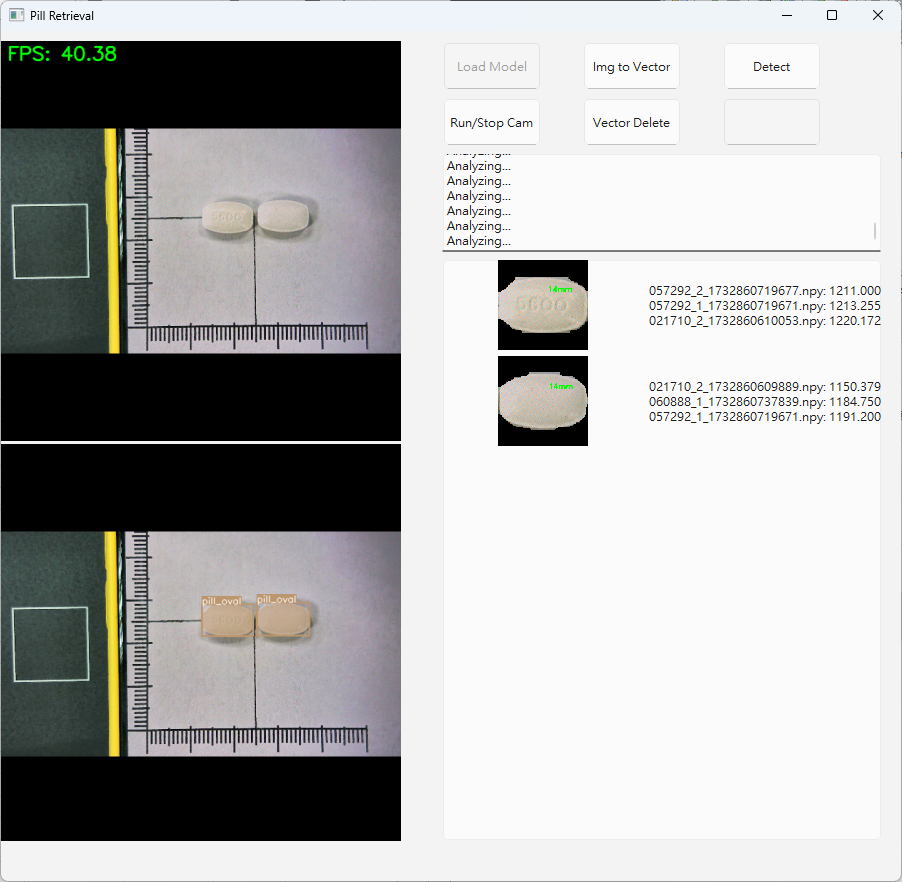 Pill Retrieval
FPS: 40.38
Load Model
Img to Vector
Detect
Run/Stop Cam
Vector Delete
Analyzing...
Analyzing...
Analyzing...
Analyzing...
Analyzing...
Analyzing...
Analyzing...
5600
14mm
5600
057292_2_1732860719677.npy: 1211.000
057292_1_1732860719671.npy: 1213.255
021710_2_1732860610053.npy: 1220.172
14mm
021710_2_1732860609889.npy: 1150.379
060888_1_1732860737839.npy: 1184.750
057292_1_1732860719671.npy: 1191.200
pill_oval
pill_oval